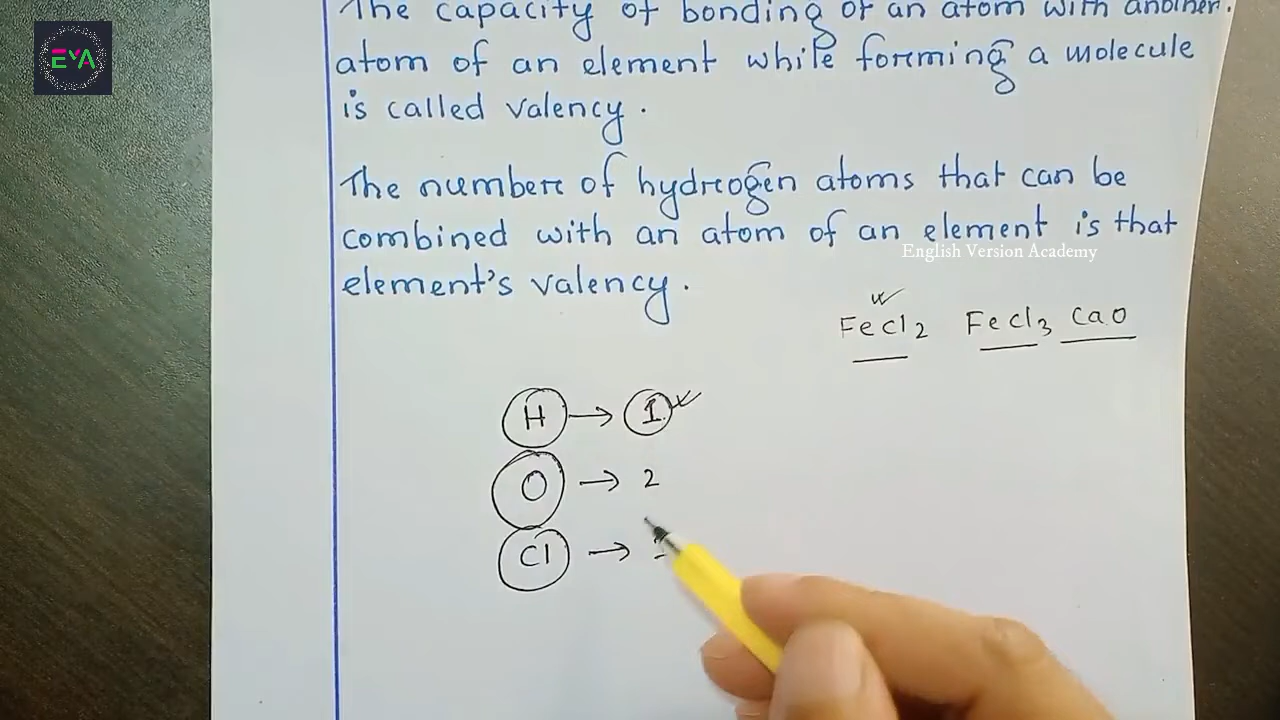 EYA
The capacity of bonding of an atom with another
atom of an element while forming a molecule
is called valency.
The number of hydrogen atoms that can be
combined with an atom of an element is that
English Version Academy
element's valency.
FeCl2 FeCl3 CaO
H → 1
O → 2
Cl →